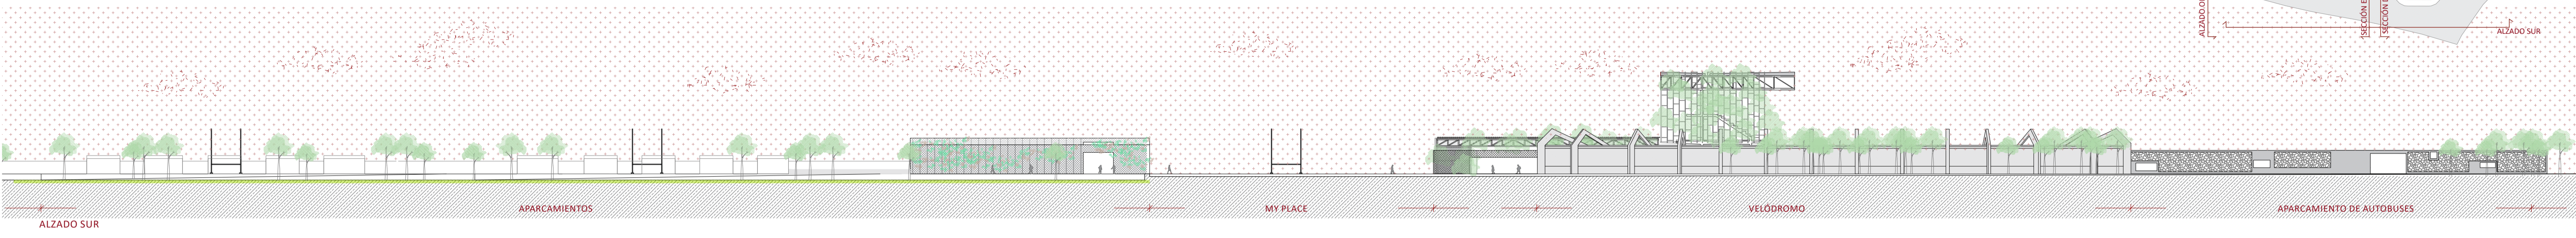 ALZADO SUR
APARCAMIENTOS
MY PLACE
VELÓDROMO
APARCAMIENTO DE AUTOBUSES
ALZADO SUR